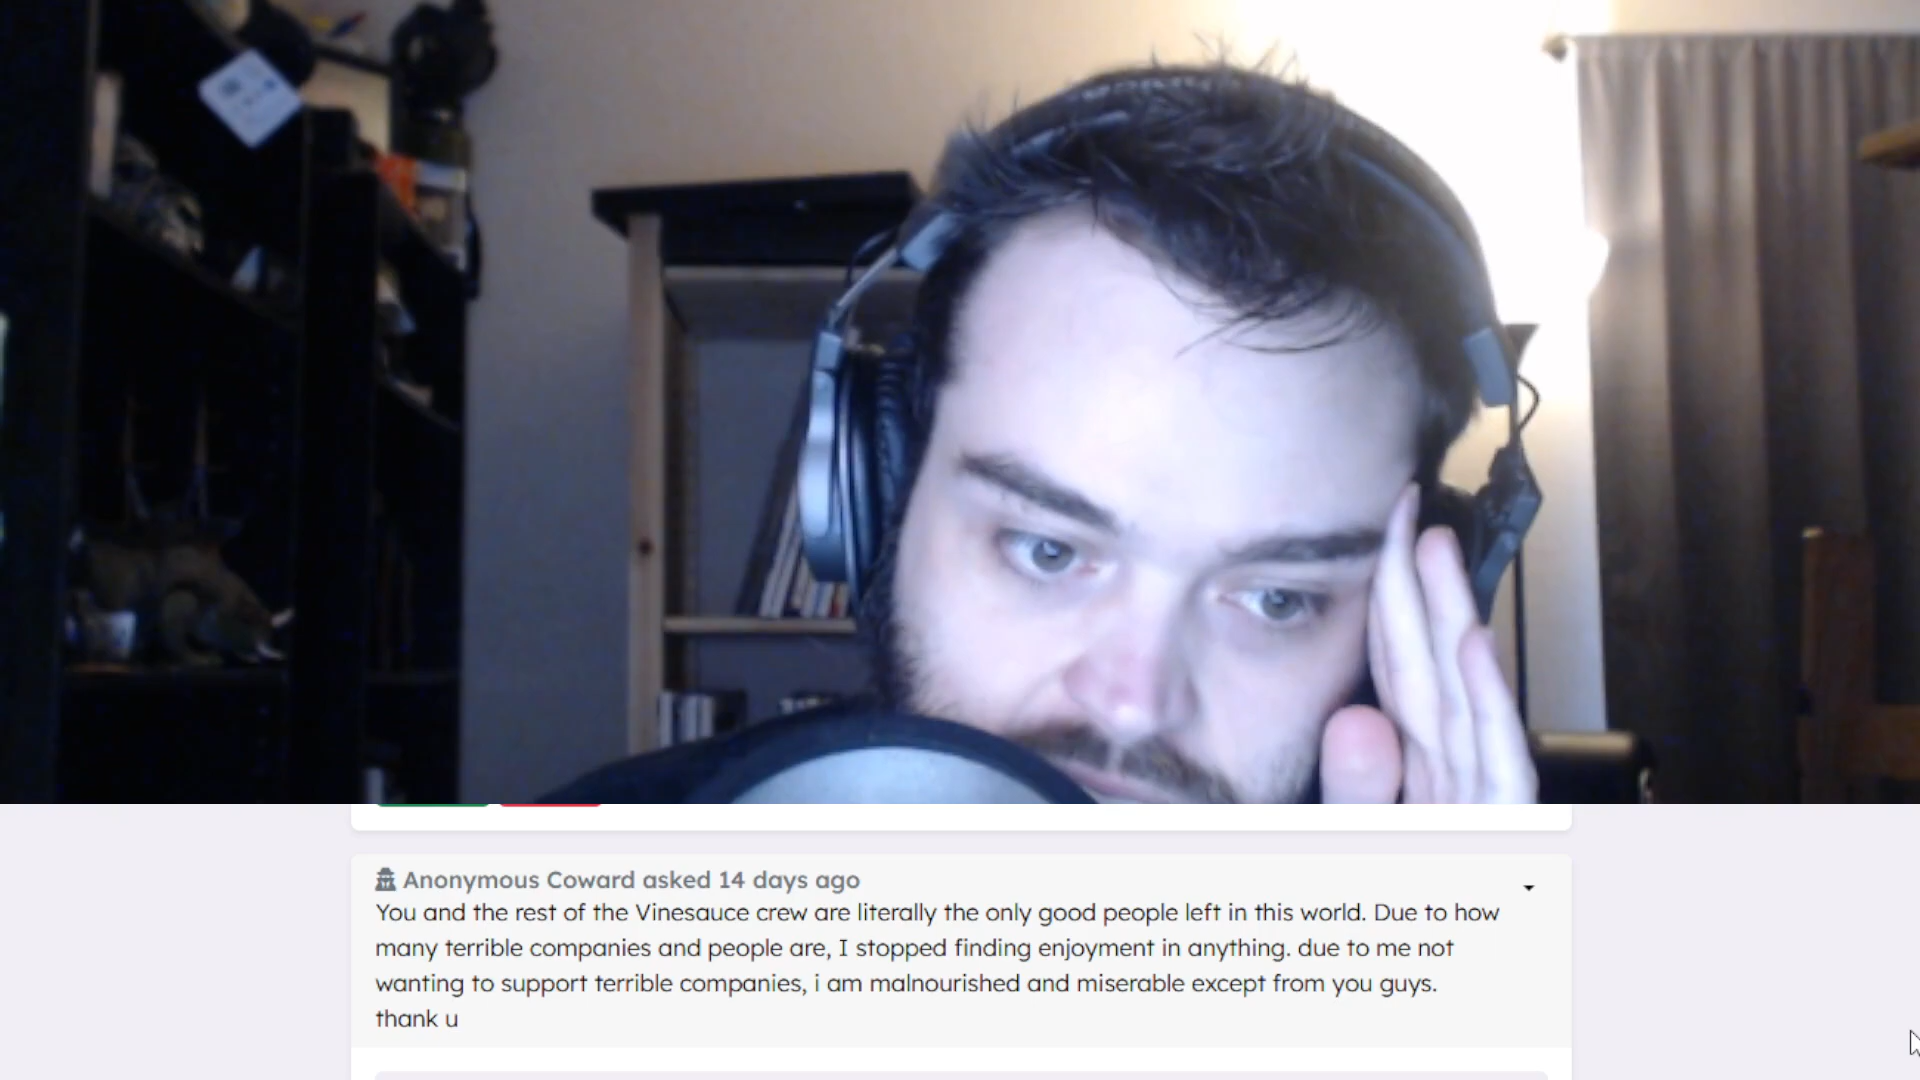 Anonymous Coward asked 14 days ago
You and the rest of the Vinesauce crew are literally the only good people left in this world. Due to how
many terrible companies and people are, I stopped finding enjoyment in anything. due to me not
wanting to support terrible companies, i am malnourished and miserable except from you guys.
thank u